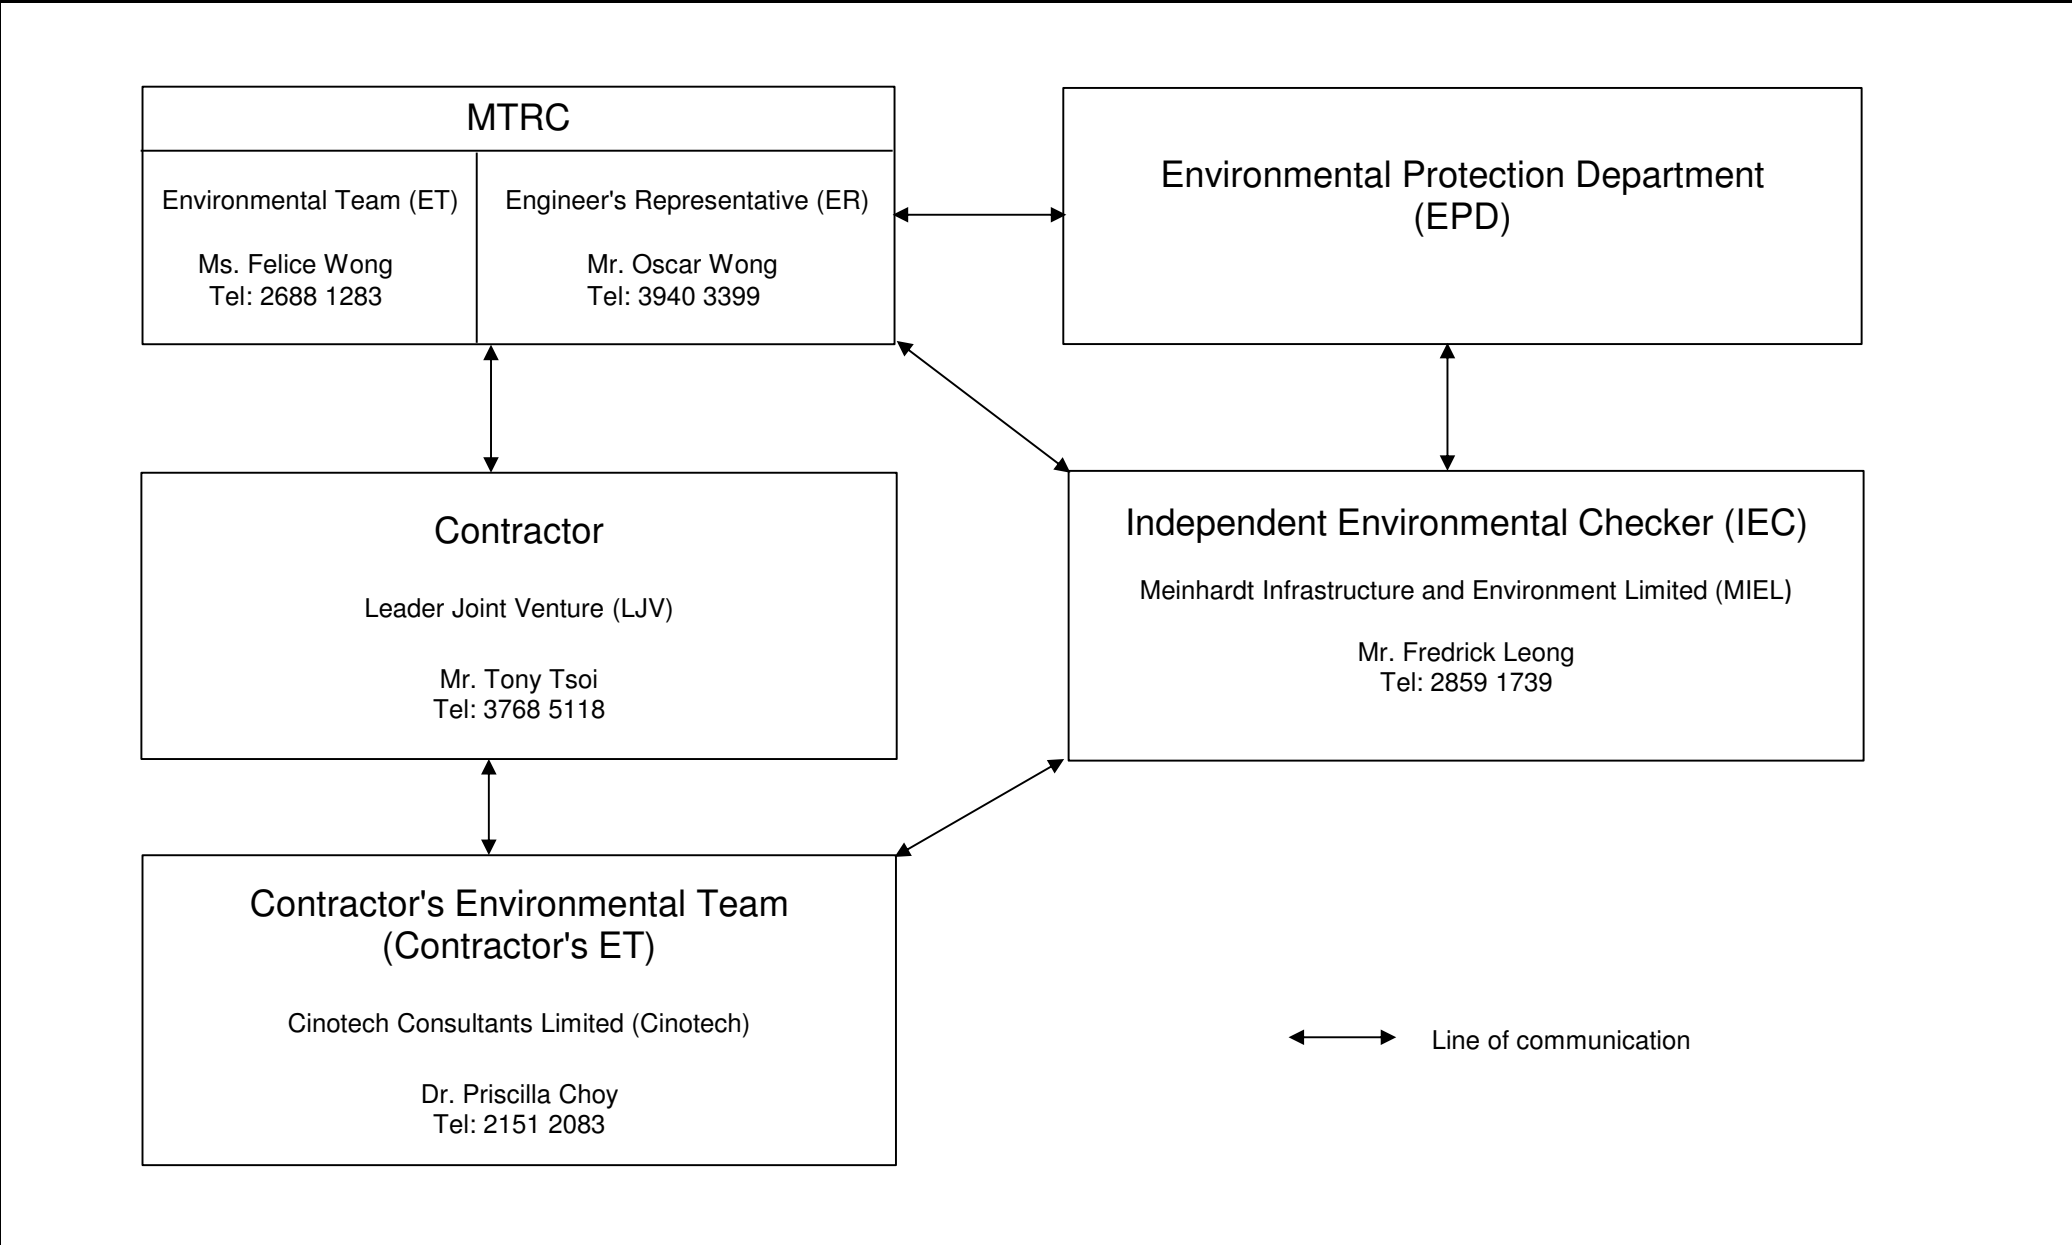 MTRC
Environmental Team (ET)
Ms. Felice Wong
Tel: 2688 1283
Engineer's Representative (ER)
Mr. Oscar Wong
Tel: 3940 3399
Environmental Protection Department
(EPD)
Contractor
Leader Joint Venture (LJV)
Mr. Tony Tsoi
Tel: 3768 5118
Independent Environmental Checker (IEC)
Meinhardt Infrastructure and Environment Limited (MIEL)
Mr. Fredrick Leong
Tel: 2859 1739
Contractor's Environmental Team
(Contractor's ET)
Cinotech Consultants Limited (Cinotech)
Dr. Priscilla Choy
Tel: 2151 2083
Line of communication